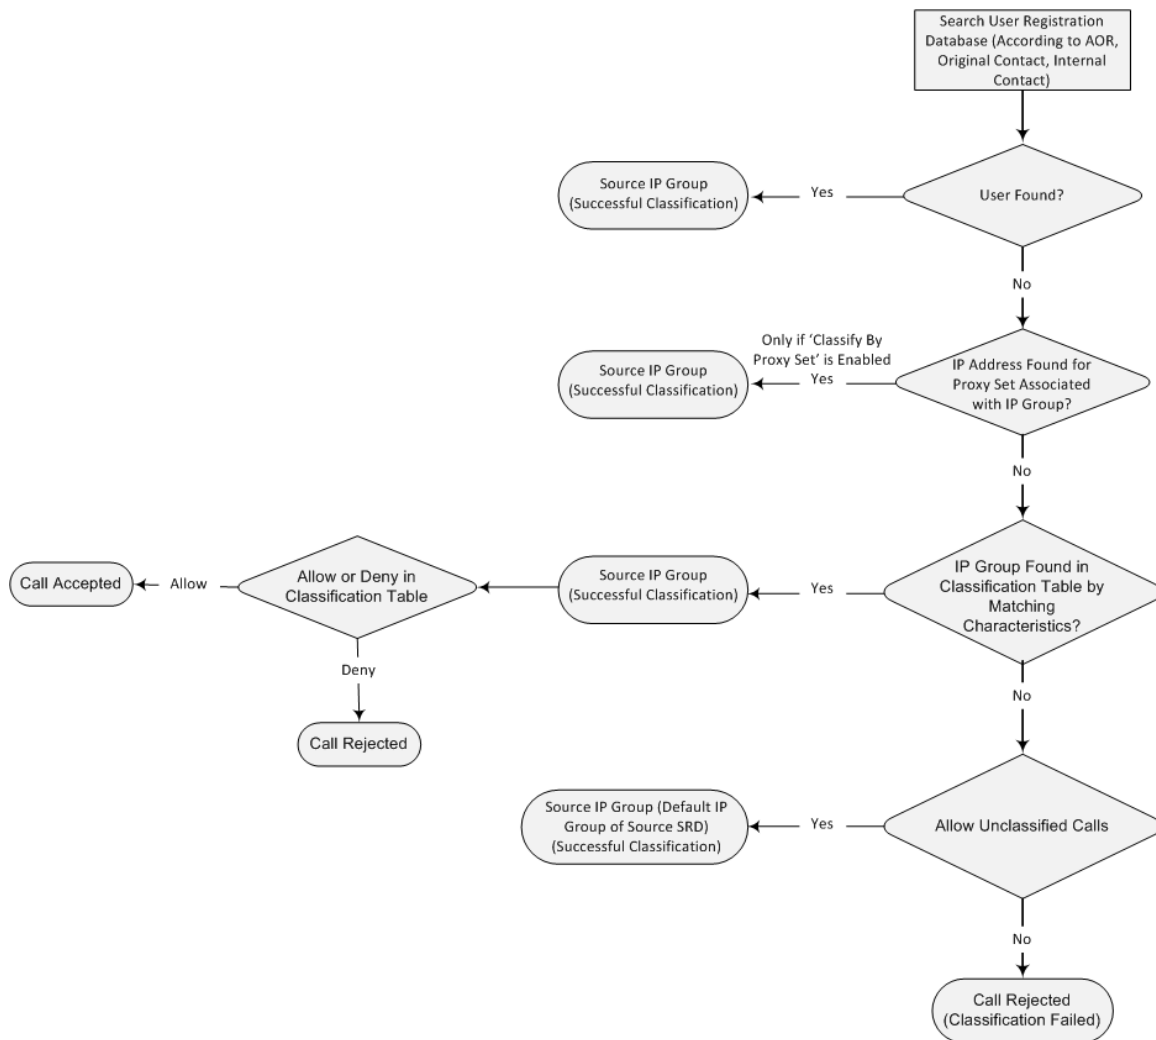 Search User Registration
Database (According to AOR,
Original Contact, Internal
Contact)
Source IP Group
(Successful Classification)
Yes
User Found?
No
Only if ‘Classify By
Proxy Set’ is Enabled
Source IP Group
(Successful Classification)
Yes
IP Address Found for
Proxy Set Associated
with IP Group?
No
Call Accepted
Allow
Allow or Deny in
Classification Table
Source IP Group
(Successful Classification)
Yes
IP Group Found in
Classification Table by
Matching
Characteristics?
Deny
No
Call Rejected
Source IP Group (Default IP
Group of Source SRD)
(Successful Classification)
Yes
Allow Unclassified Calls
No
Call Rejected
(Classification Failed)